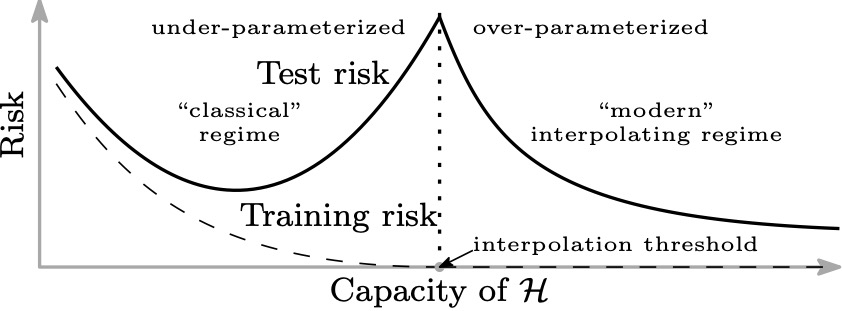 under-parameterized
over-parameterized
Test risk
“classical”
regime
“modern”
interpolating regime
Risk
Training risk
interpolation threshold
Capacity of ℋ